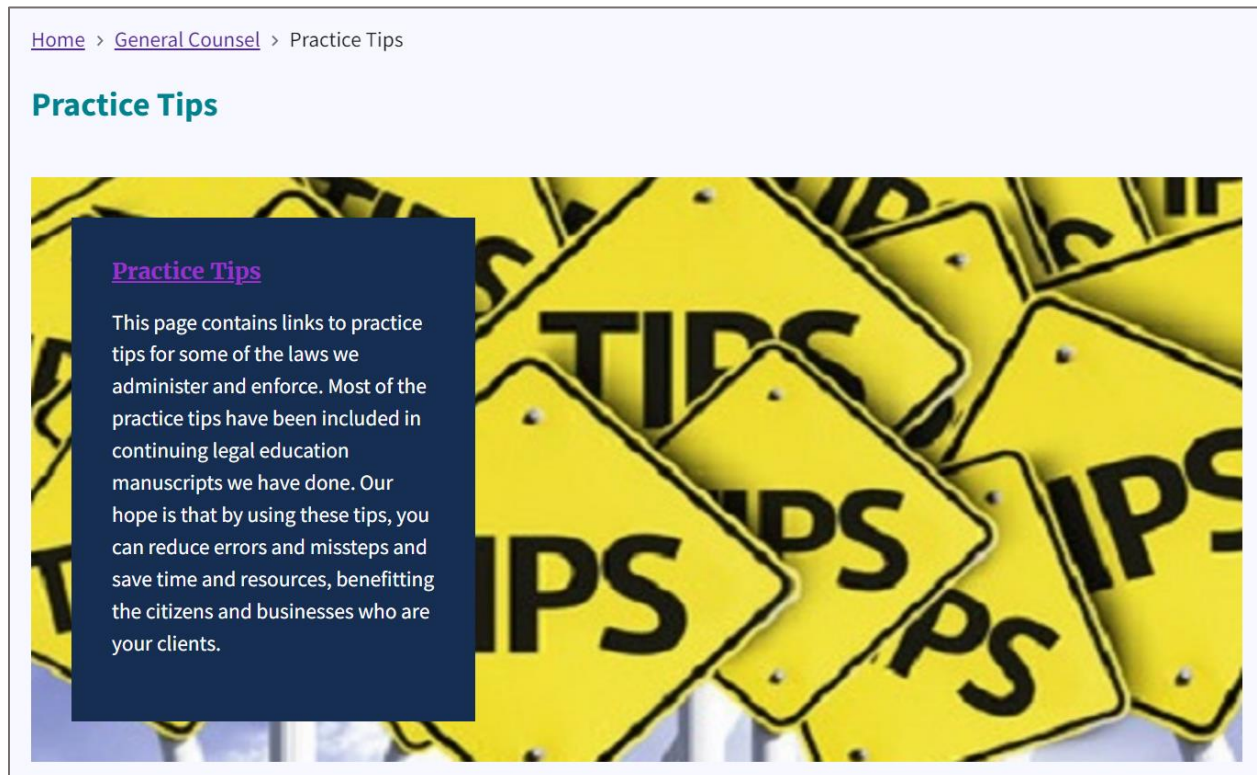 Home > General Counsel > Practice Tips
Practice Tips
Practice Tips
This page contains links to practice
tips for some of the laws we
administer and enforce. Most of the
practice tips have been included in
continuing legal education
manuscripts we have done. Our
hope is that by using these tips, you
can reduce errors and missteps and
save time and resources, benefitting
the citizens and businesses who are
your clients.
TIPS
IPS
IPS
IPS
PS